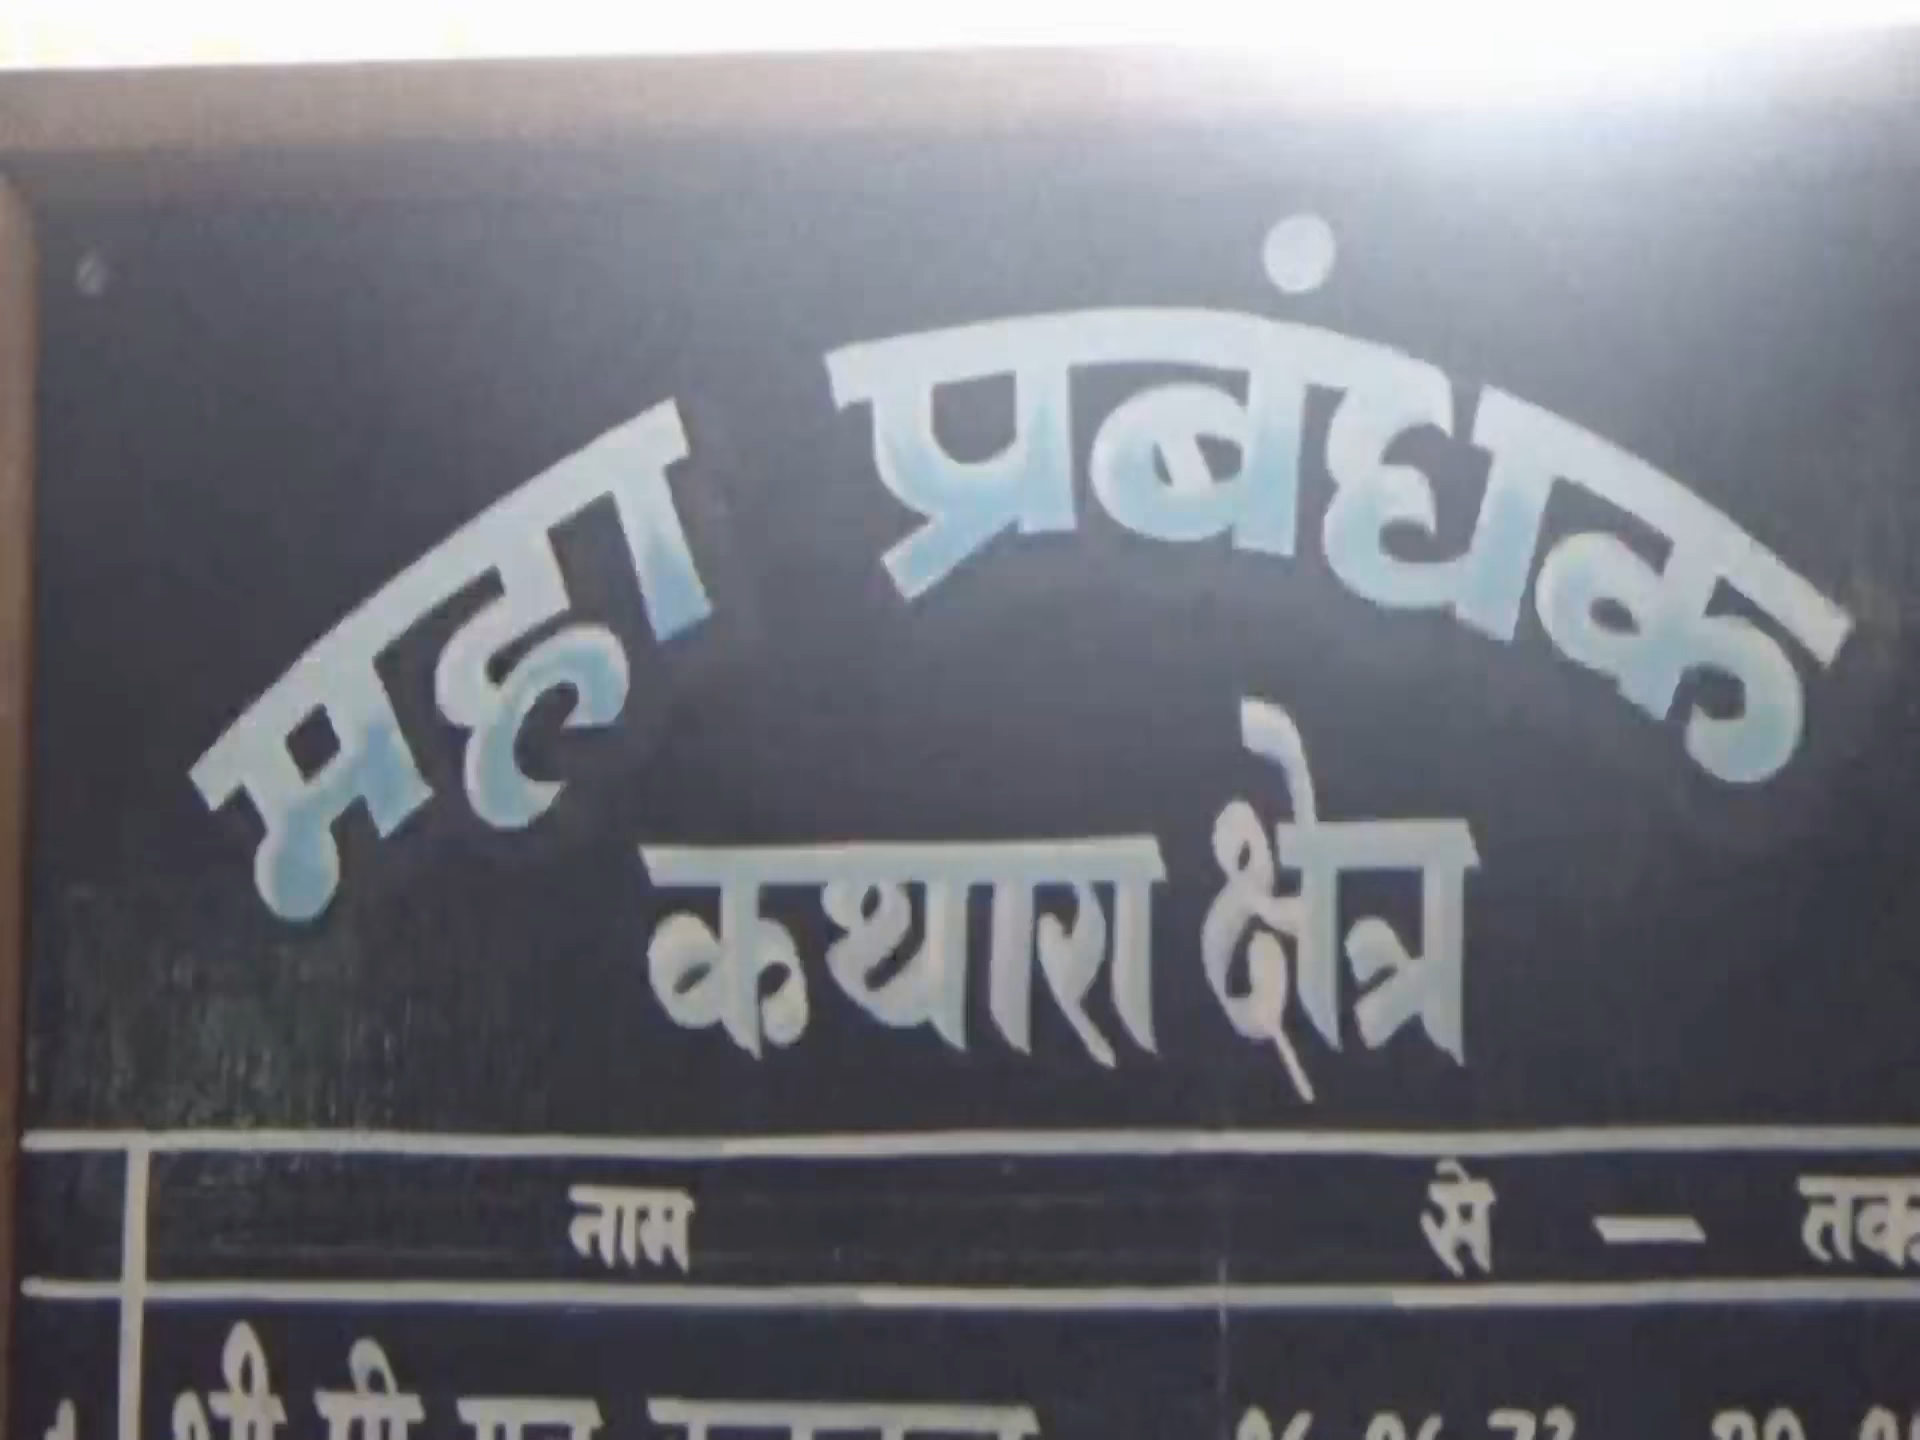 महा प्रबंधक
कथारा क्षेत्र
नाम से — तक